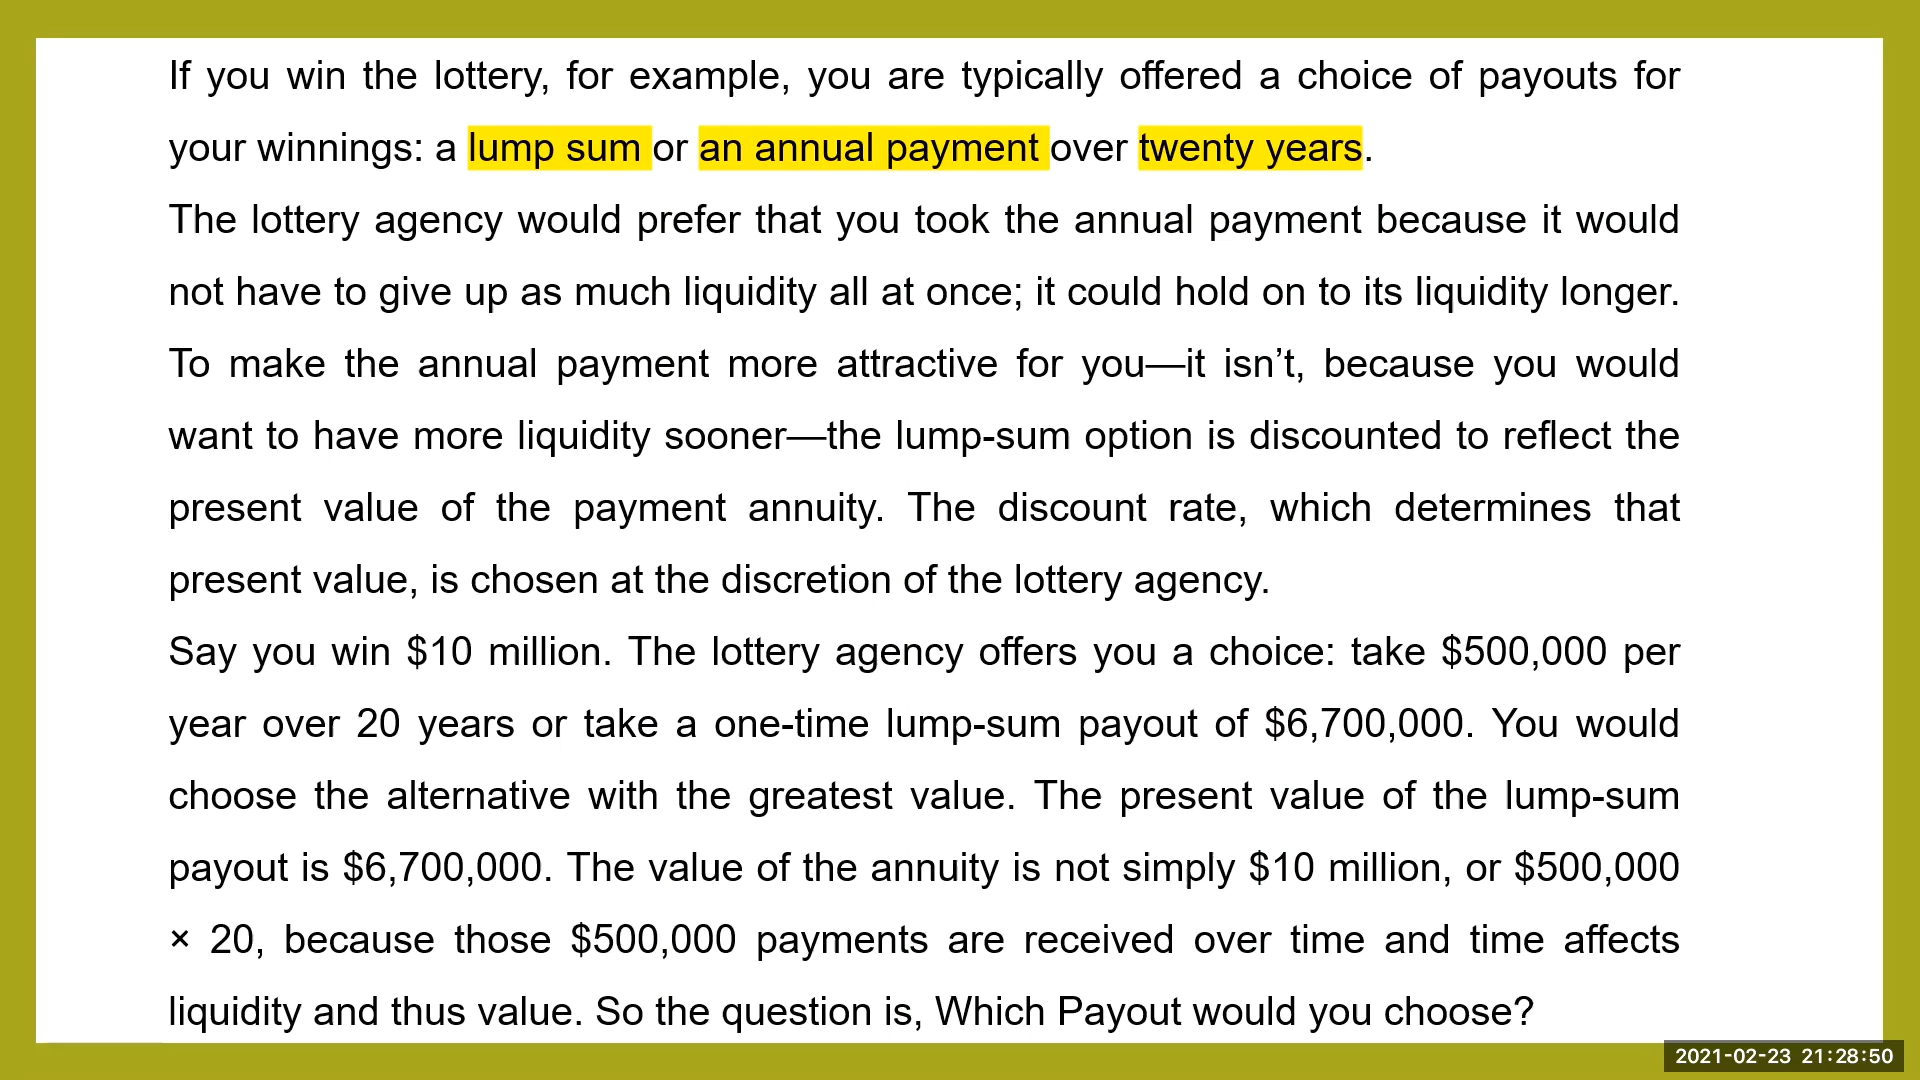 If you win the lottery, for example, you are typically offered a choice of payouts for
your winnings: a lump sum or an annual payment over twenty years.
The lottery agency would prefer that you took the annual payment because it would
not have to give up as much liquidity all at once; it could hold on to its liquidity longer.
To make the annual payment more attractive for you—it isn’t, because you would
want to have more liquidity sooner—the lump-sum option is discounted to reflect the
present value of the payment annuity. The discount rate, which determines that
present value, is chosen at the discretion of the lottery agency.
Say you win $10 million. The lottery agency offers you a choice: take $500,000 per
year over 20 years or take a one-time lump-sum payout of $6,700,000. You would
choose the alternative with the greatest value. The present value of the lump-sum
payout is $6,700,000. The value of the annuity is not simply $10 million, or $500,000
× 20, because those $500,000 payments are received over time and time affects
liquidity and thus value. So the question is, Which Payout would you choose?
2021-02-23 21:28:50